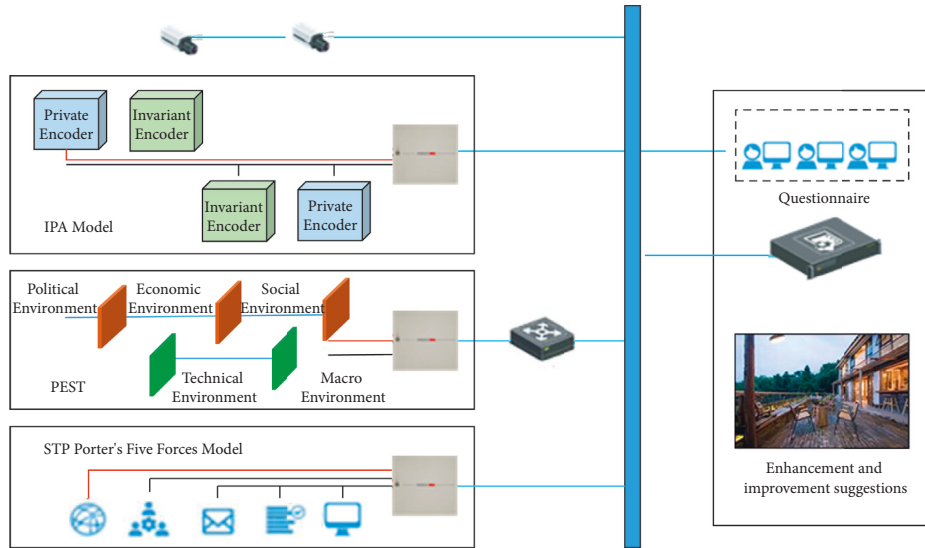 Private
Encoder
Invariant
Encoder
Invariant
Encoder
Private
Encoder
IPA Model
Political
Environment
Economic
Environment
Social
Environment
Technical
Environment
Macro
Environment
PEST
STP Porter's Five Forces Model
Questionnaire
Enhancement and
improvement suggestions